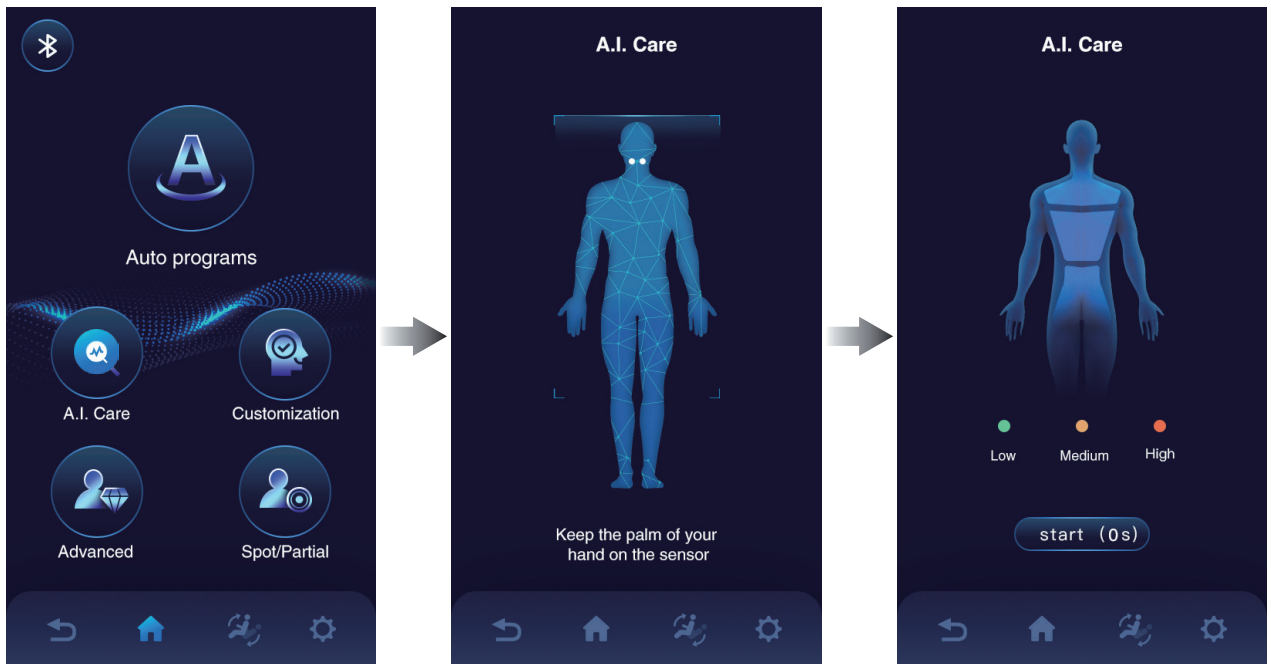 A
Auto programs
A.I. Care
Customization
Advanced
Spot/Partial
A.I. Care
Keep the palm of your
hand on the sensor
A.I. Care
Low
Medium
High
start (0s)